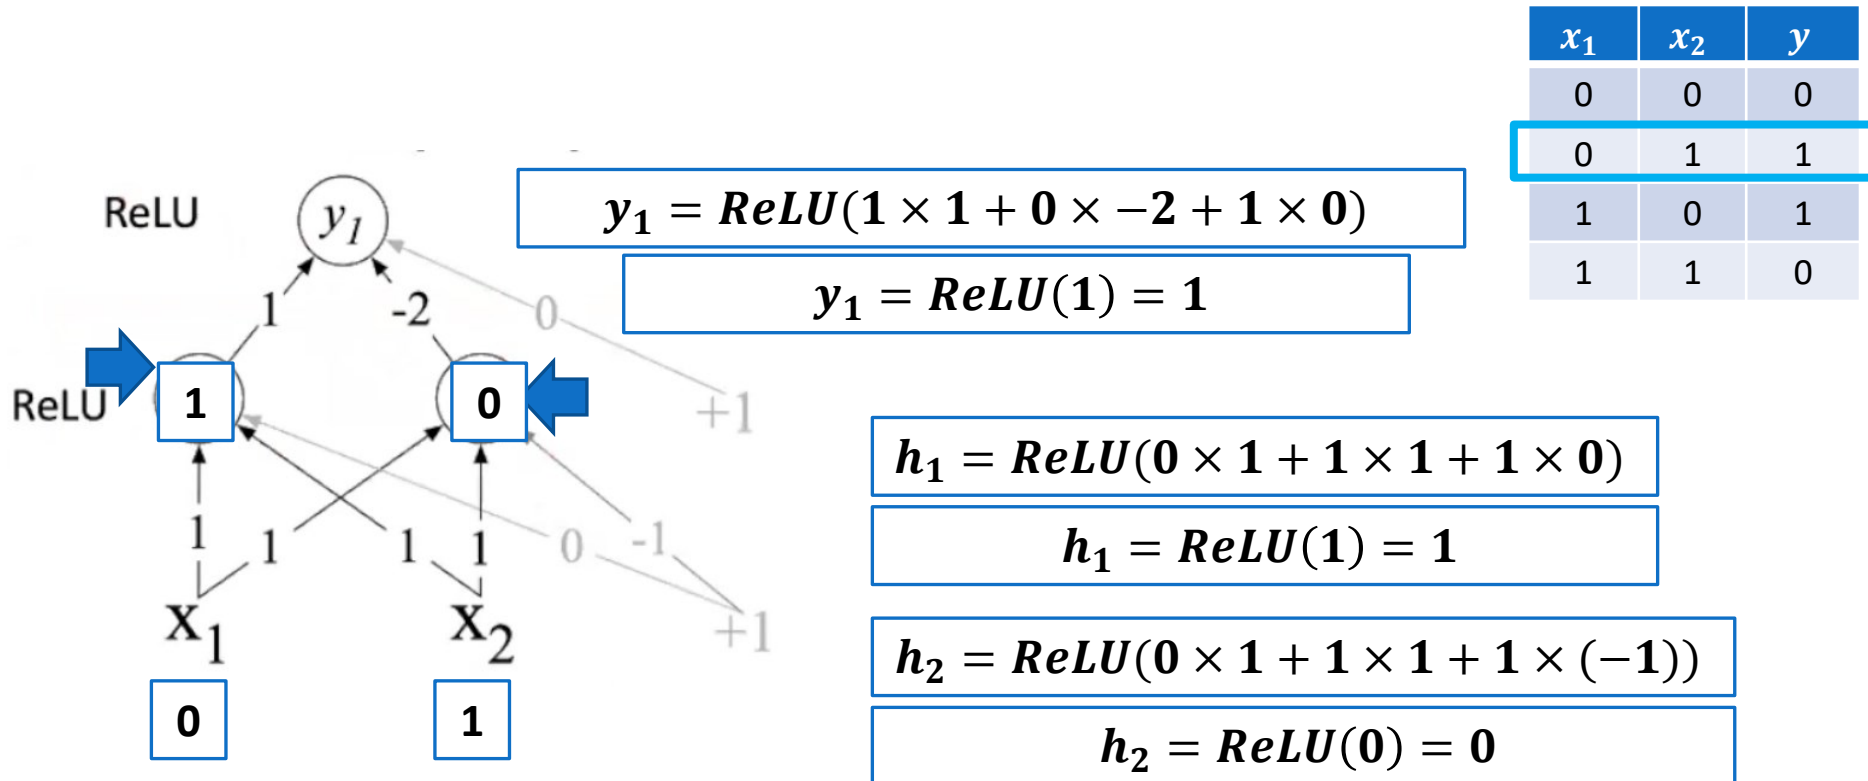 x₁ x₂ y
0 0 0
0 1 1
1 0 1
1 1 0
ReLU
y₁
y₁ = ReLU(1 × 1 + 0 × −2 + 1 × 0)
y₁ = ReLU(1) = 1
1 -2 0
ReLU
1 0
+1
h₁ = ReLU(0 × 1 + 1 × 1 + 1 × 0)
h₁ = ReLU(1) = 1
1 1 1 1 0 -1
x₁ x₂ +1
h₂ = ReLU(0 × 1 + 1 × 1 + 1 × (−1))
h₂ = ReLU(0) = 0
0 1